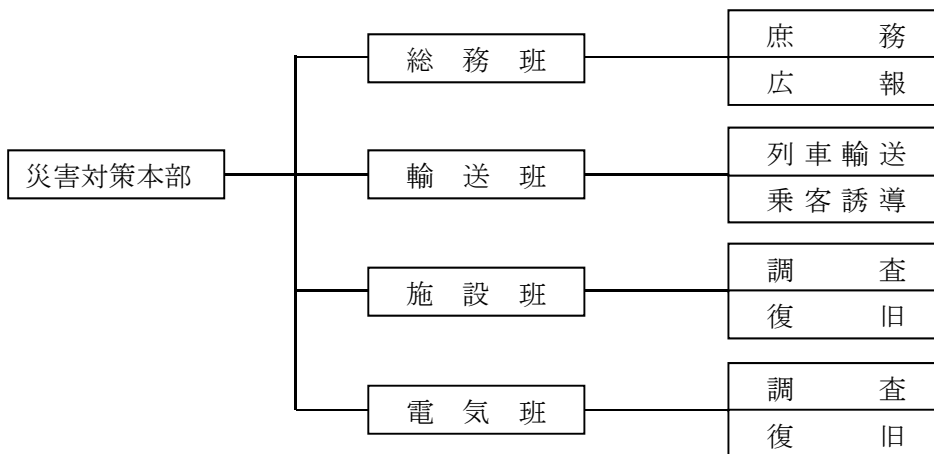 災害対策本部
総務班
庶務
広報
輸送班
列車輸送
乗客誘導
施設班
調査
復旧
電気班
調査
復旧